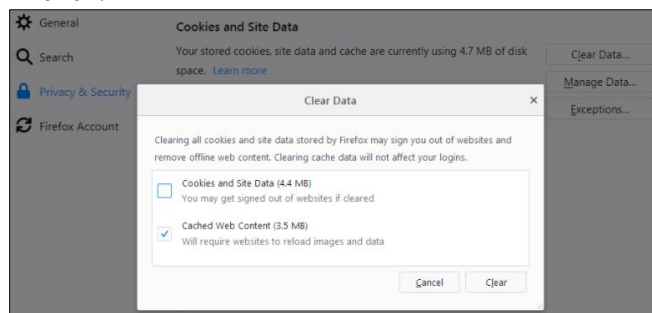 General
Search
Privacy & Security
Firefox Account
Cookies and Site Data
Your stored cookies, site data and cache are currently using 4.7 MB of disk
space. Learn more
Clear Data...
Manage Data...
Exceptions...
Clear Data
Clearing all cookies and site data stored by Firefox may sign you out of websites and
remove offline web content. Clearing cache data will not affect your logins.
Cookies and Site Data (4.4 MB)
You may get signed out of websites if cleared
Cached Web Content (3.5 MB)
Will require websites to reload images and data
Cancel
Clear